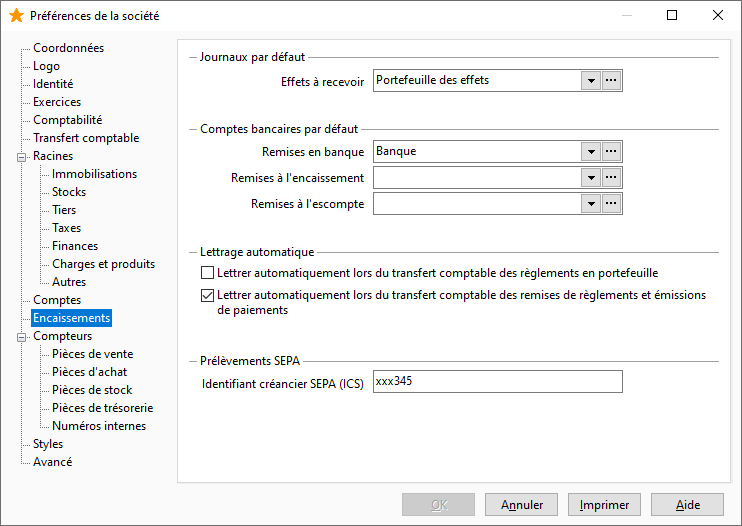 Préférences de la société
Coordonnées
Logo
Identité
Exercices
Comptabilité
Transfert comptable
Racines
Immobilisations
Stocks
Tiers
Taxes
Finances
Charges et produits
Autres
Comptes
Encaissements
Compteurs
Pièces de vente
Pièces d'achat
Pièces de stock
Pièces de trésorerie
Numéros internes
Styles
Avancé
Journaux par défaut
Effets à recevoir Portefeuille des effets ...
Comptes bancaires par défaut
Remises en banque Banque ...
Remises à l'encaissement ...
Remises à l'escompte ...
Lettrage automatique
Lettrer automatiquement lors du transfert comptable des règlements en portefeuille
Lettrer automatiquement lors du transfert comptable des remises de règlements et émissions
de paiements
Prélèvements SEPA
Identifiant créancier SEPA (ICS) xxx345
OK Annuler Imprimer Aide